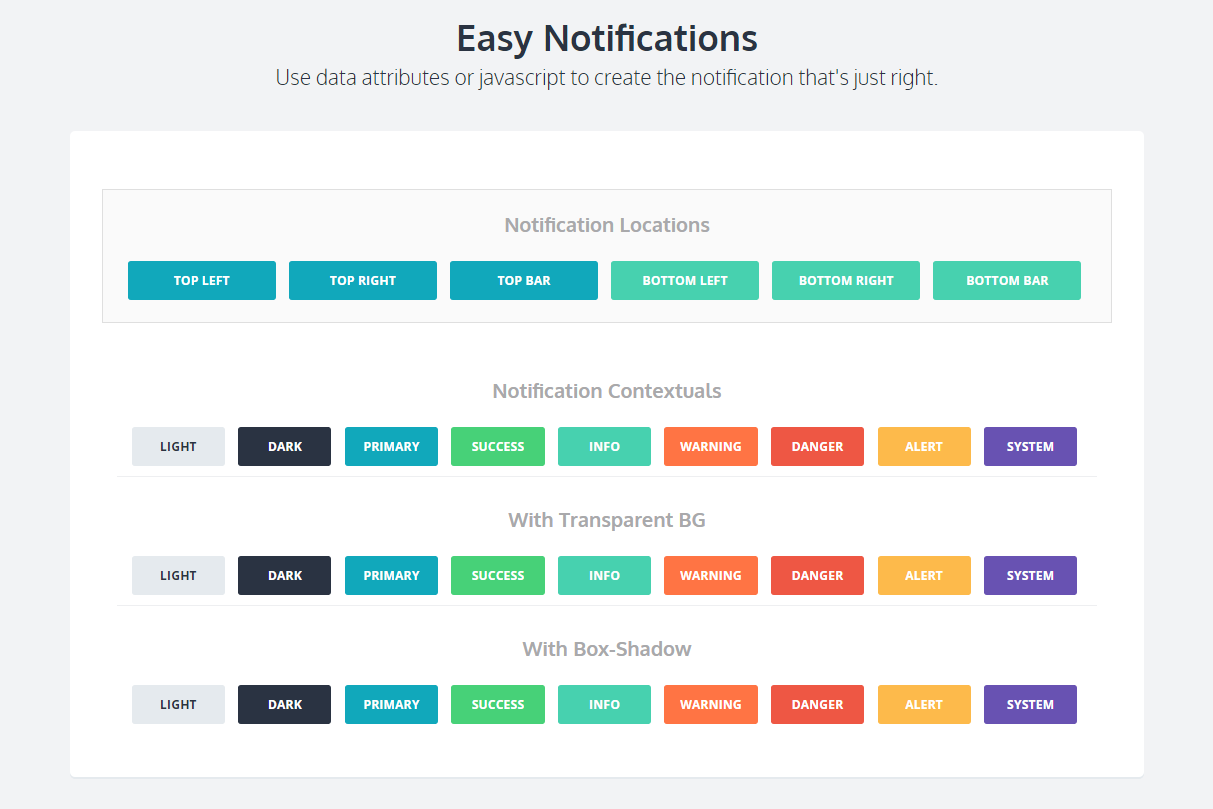 Easy Notifications
Use data attributes or javascript to create the notification that's just right.
Notification Locations
TOP LEFT TOP RIGHT TOP BAR BOTTOM LEFT BOTTOM RIGHT BOTTOM BAR
Notification Contextuals
LIGHT DARK PRIMARY SUCCESS INFO WARNING DANGER ALERT SYSTEM
With Transparent BG
LIGHT DARK PRIMARY SUCCESS INFO WARNING DANGER ALERT SYSTEM
With Box-Shadow
LIGHT DARK PRIMARY SUCCESS INFO WARNING DANGER ALERT SYSTEM